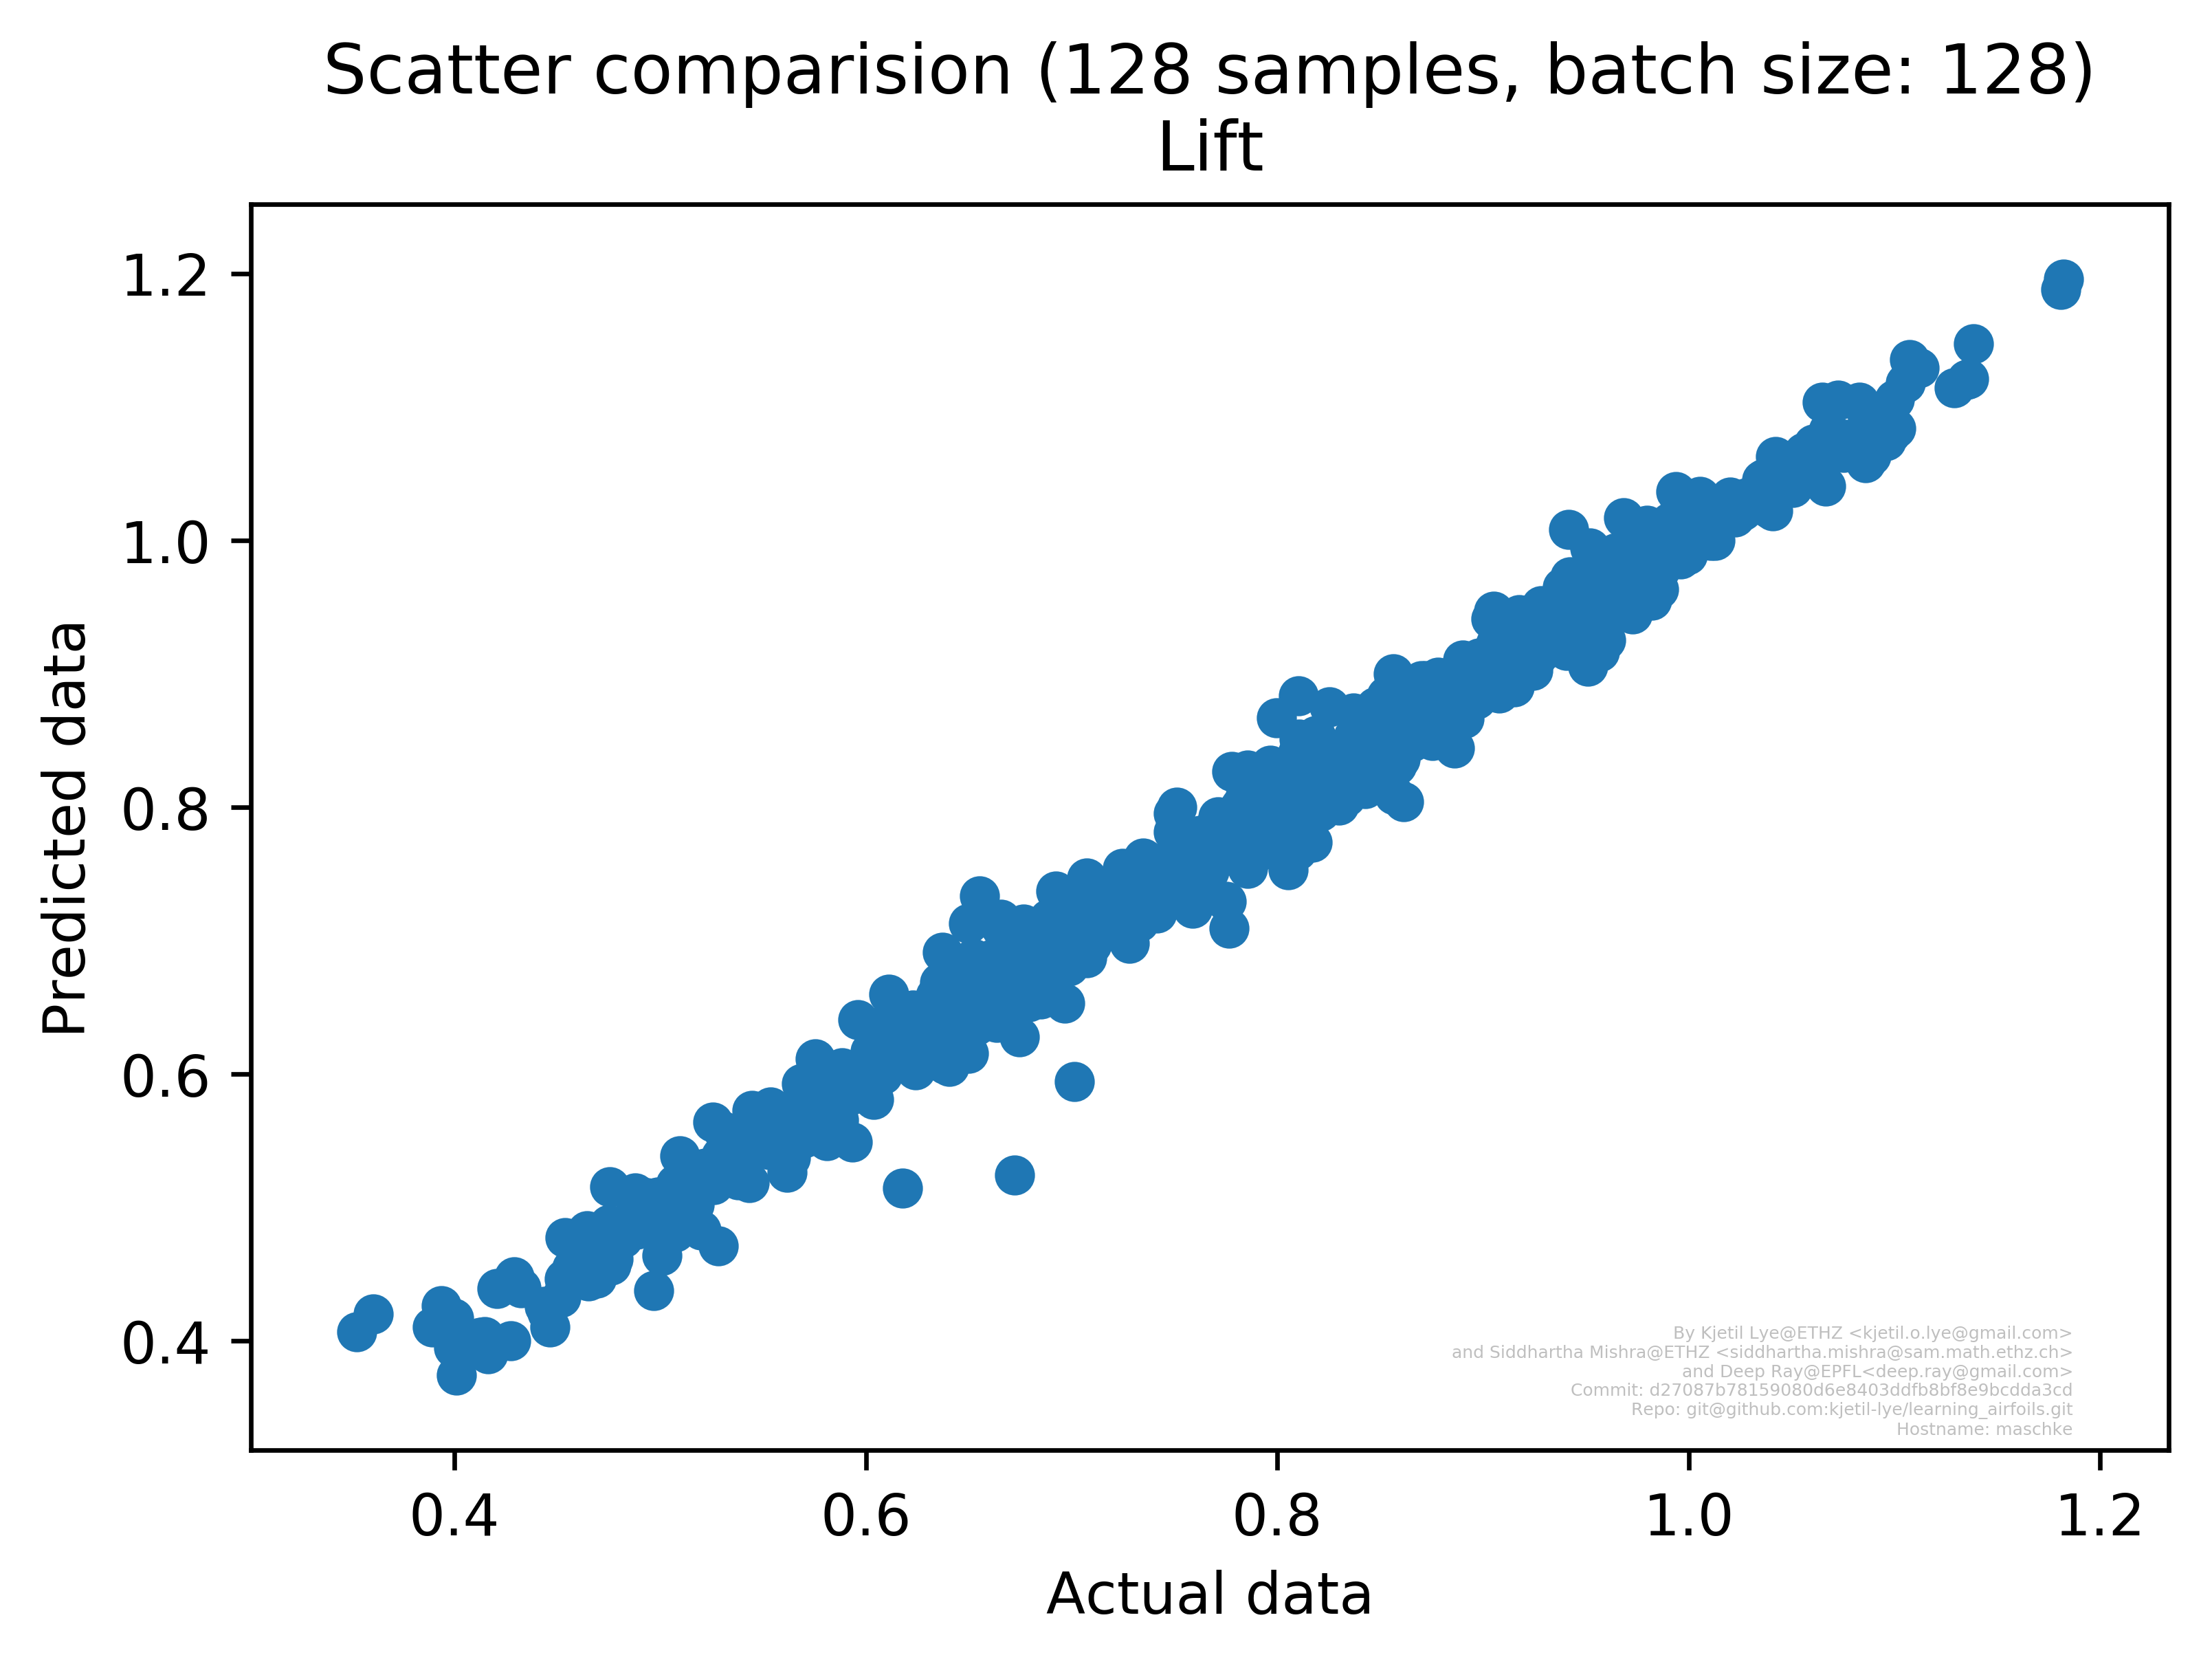 Scatter comparision (128 samples, batch size: 128)
Lift
1.2
1.0
0.8
0.6
0.4
Predicted data
By Kjetil Lye@ETHZ <kjetil.o.lye@gmail.com>
and Siddhartha Mishra@ETHZ <siddhartha.mishra@sam.math.ethz.ch>
and Deep Ray@EPFL<deep.ray@gmail.com>
Commit: d27087b78159080d6e8403ddfb8bf8e9bcdda3cd
Repo: git@github.com:kjetil-lye/learning_airfoils.git
Hostname: maschke
0.4 0.6 0.8 1.0 1.2
Actual data